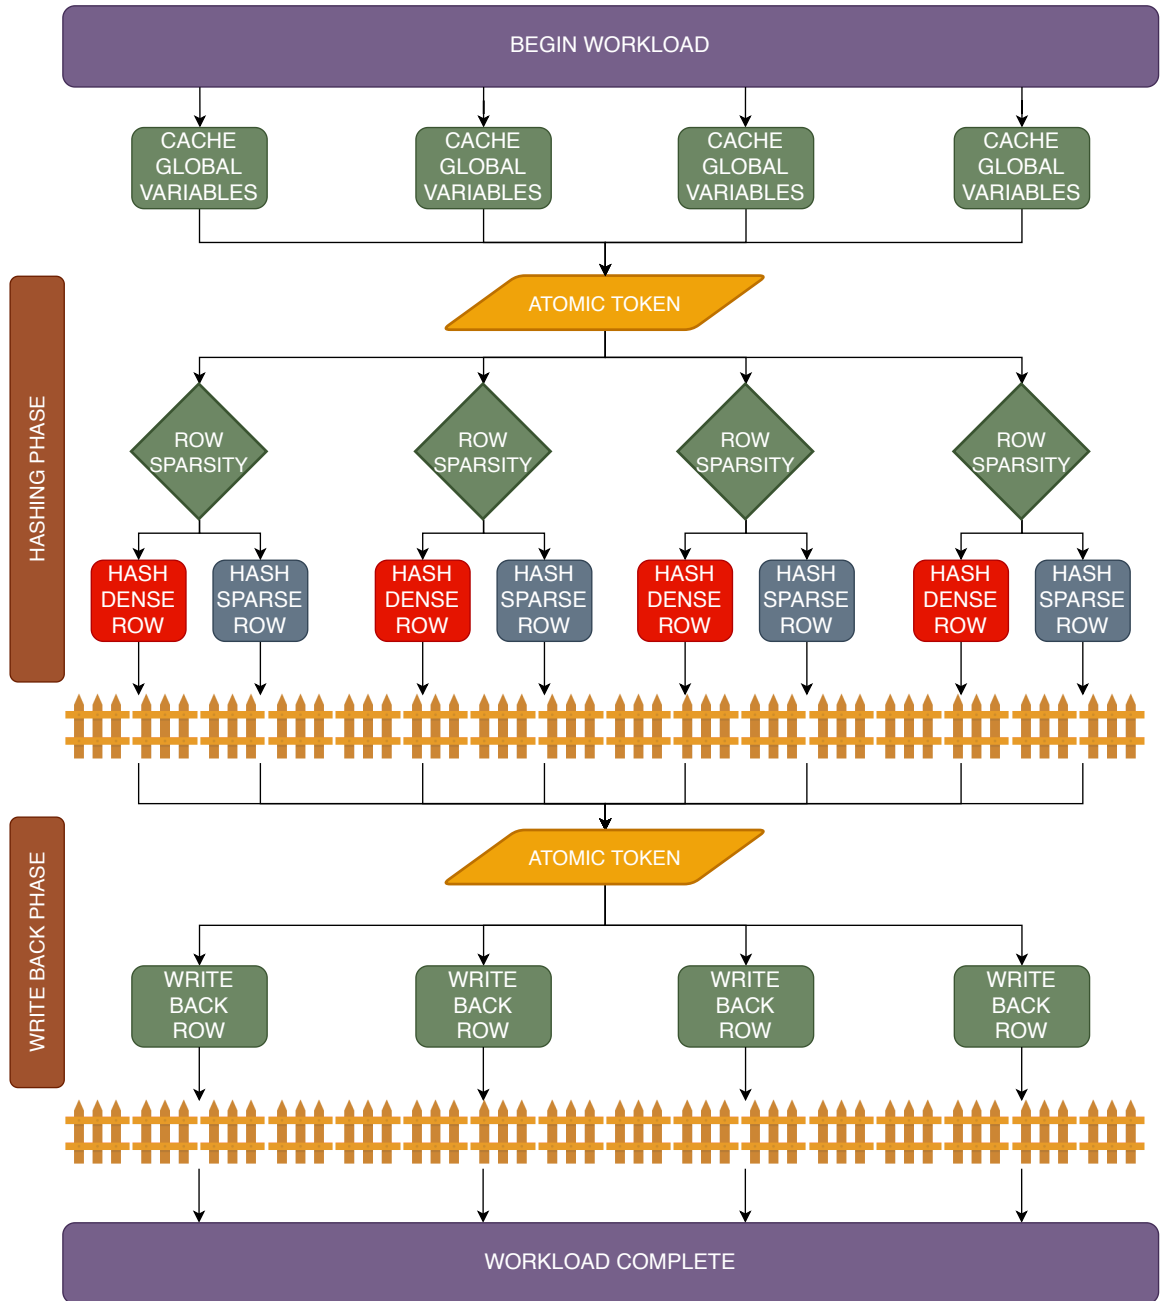 BEGIN WORKLOAD
CACHE
GLOBAL
VARIABLES
CACHE
GLOBAL
VARIABLES
CACHE
GLOBAL
VARIABLES
CACHE
GLOBAL
VARIABLES
HASHING PHASE
ATOMIC TOKEN
ROW
SPARSITY
ROW
SPARSITY
ROW
SPARSITY
ROW
SPARSITY
HASH
DENSE
ROW
HASH
SPARSE
ROW
HASH
DENSE
ROW
HASH
SPARSE
ROW
HASH
DENSE
ROW
HASH
SPARSE
ROW
HASH
DENSE
ROW
HASH
SPARSE
ROW
WRITE BACK PHASE
ATOMIC TOKEN
WRITE
BACK
ROW
WRITE
BACK
ROW
WRITE
BACK
ROW
WRITE
BACK
ROW
WORKLOAD COMPLETE